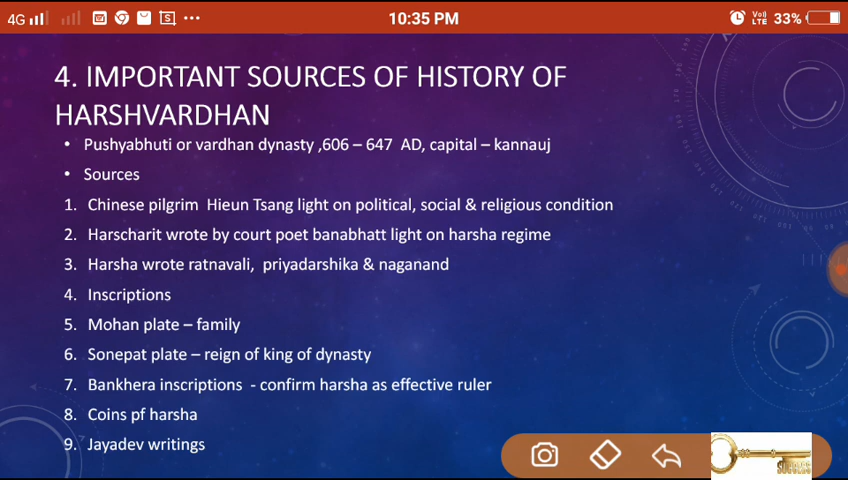 4G 10:35 PM Vo) LTE 33%
4. IMPORTANT SOURCES OF HISTORY OF
HARSHVARDHAN
• Pushyabhuti or vardhan dynasty ,606 – 647 AD, capital – kannauj
• Sources
1. Chinese pilgrim Hieun Tsang light on political, social & religious condition
2. Harscharit wrote by court poet banabhatt light on harsha regime
3. Harsha wrote ratnavali, priyadarshika & naganand
4. Inscriptions
5. Mohan plate – family
6. Sonepat plate – reign of king of dynasty
7. Bankhera inscriptions - confirm harsha as effective ruler
8. Coins pf harsha
9. Jayadev writings
SUCCESS